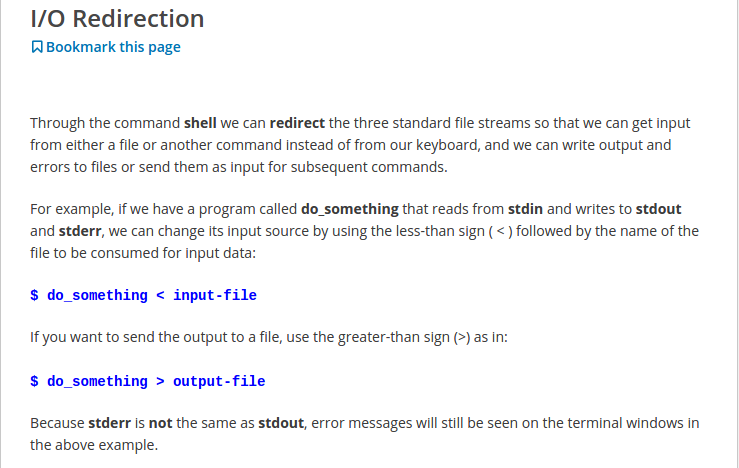 I/O Redirection
Bookmark this page
Through the command shell we can redirect the three standard file streams so that we can get input
from either a file or another command instead of from our keyboard, and we can write output and
errors to files or send them as input for subsequent commands.
For example, if we have a program called do_something that reads from stdin and writes to stdout
and stderr, we can change its input source by using the less-than sign ( < ) followed by the name of the
file to be consumed for input data:
$ do_something < input-file
If you want to send the output to a file, use the greater-than sign (>) as in:
$ do_something > output-file
Because stderr is not the same as stdout, error messages will still be seen on the terminal windows in
the above example.